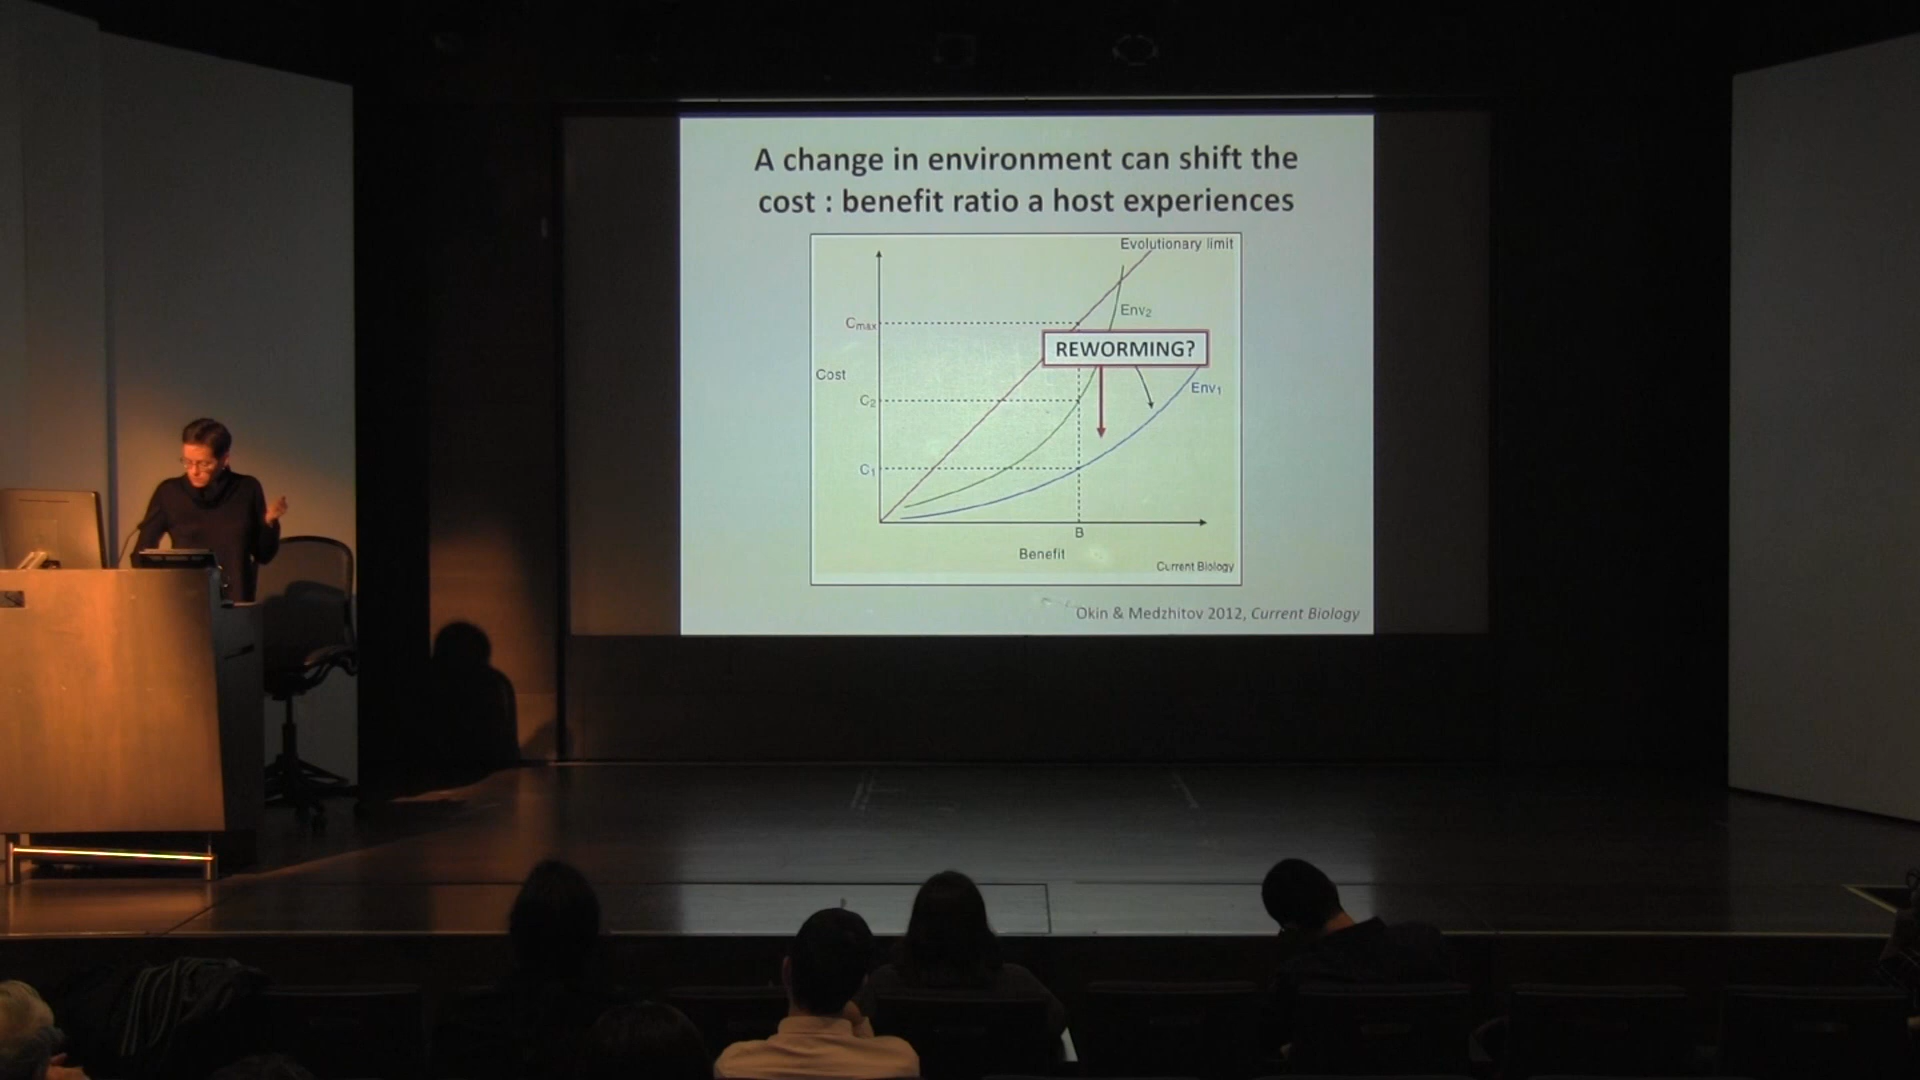 A change in environment can shift the
cost : benefit ratio a host experiences
Evolutionary limit
Env2
Cmax
REWORMING?
Cost
Env1
C2
C1
B
Benefit
Current Biology
Okin & Medzhitov 2012, Current Biology